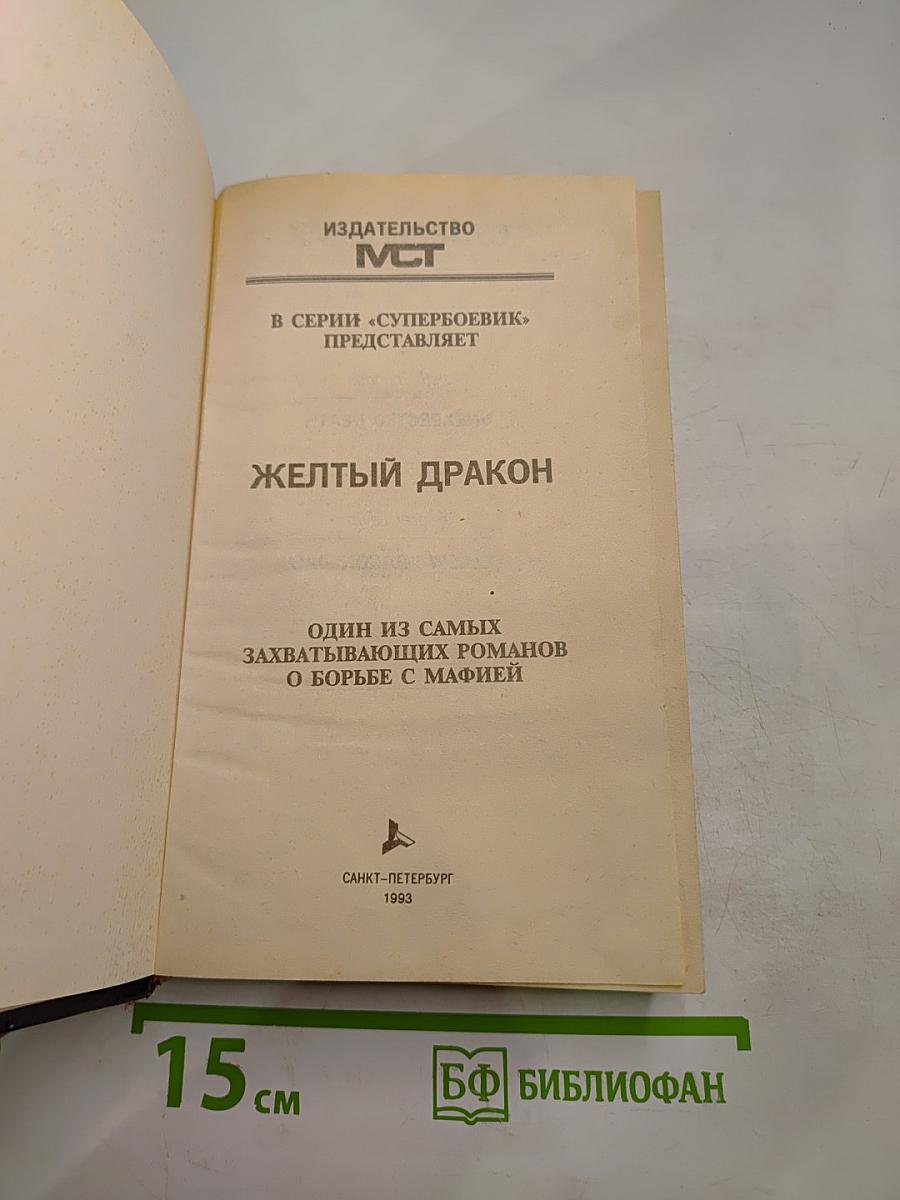 ИЗДАТЕЛЬСТВО
МСТ
В СЕРИИ «СУПЕРБОЕВИК»
ПРЕДСТАВЛЯЕТ
ЖЕЛТЫЙ ДРАКОН
ОДИН ИЗ САМЫХ
ЗАХВАТЫВАЮЩИХ РОМАНОВ
О БОРЬБЕ С МАФИЕЙ
САНКТ-ПЕТЕРБУРГ
1993
15 см
БФ БИБЛИОФАН